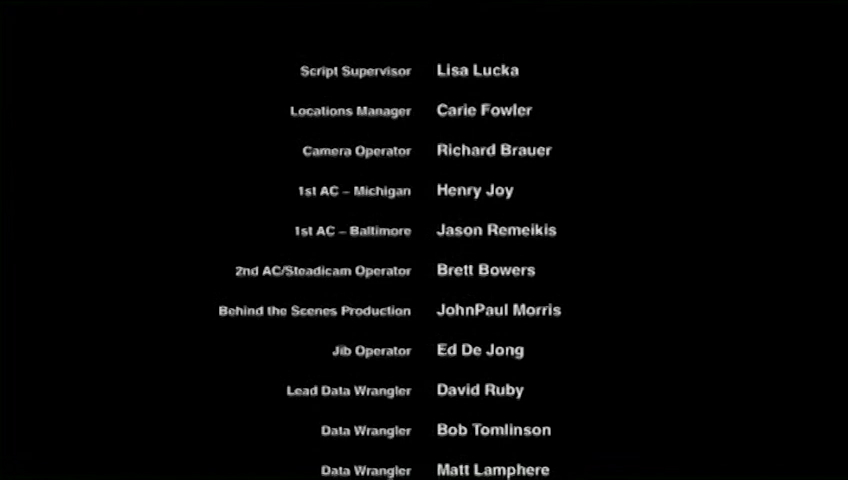 Script Supervisor Lisa Lucka
Locations Manager Carie Fowler
Camera Operator Richard Brauer
1st AC – Michigan Henry Joy
1st AC – Baltimore Jason Remeikis
2nd AC/Steadicam Operator Brett Bowers
Behind the Scenes Production JohnPaul Morris
Jib Operator Ed De Jong
Lead Data Wrangler David Ruby
Data Wrangler Bob Tomlinson
Data Wrangler Matt Lamphere